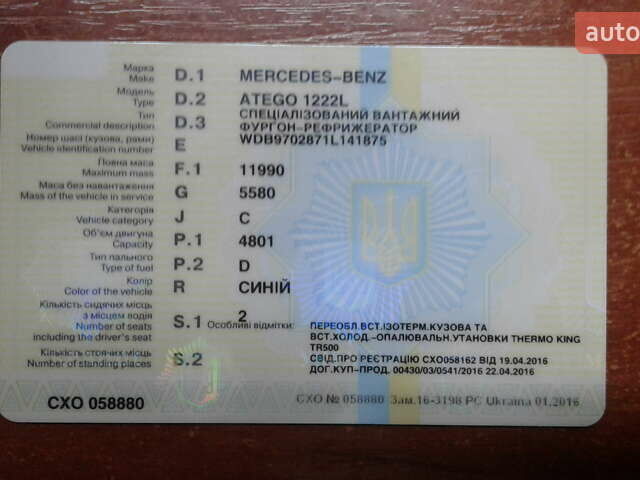 auto
Марка
Make D.1 MERCEDES-BENZ
Модель
Type D.2 ATEGO 1222L
Тип
Commercial description D.3 СПЕЦІАЛІЗОВАНИЙ ВАНТАЖНИЙ
ФУРГОН-РЕФРИЖЕРАТОР
Номер шасі (кузова, рами)
Vehicle identification number E WDB9702871L141875
Повна маса
Maximum mass F.1 11990
Маса без навантаження
Mass of the vehicle in service G 5580
Категорія
Vehicle category J C
Об'єм двигуна
Capacity P.1 4801
Тип пального
Type of fuel P.2 D
Колір
Color of the vehicle R СИНІЙ
Кількість сидячих місць
з місцем водія
Number of seats
including the driver's seat S.1 2
Особливі відмітки: ПЕРЕОБЛ.ВСТ.ІЗОТЕРМ.КУЗОВА ТА
ВСТ.ХОЛОД.-ОПАЛЮВАЛЬН.УТАНОВКИ THERMO KING
TR500
СВІД.ПРО РЕЄСТРАЦІЮ СХО058162 ВІД 19.04.2016
ДОГ.КУП-ПРОД. 00430/03/0541/2016 22.04.2016
Кількість стоячих місць
Number of standing places S.2
СХО 058880
СХО № 058880 Зам.16-3198 РС Ukraina 01.2016